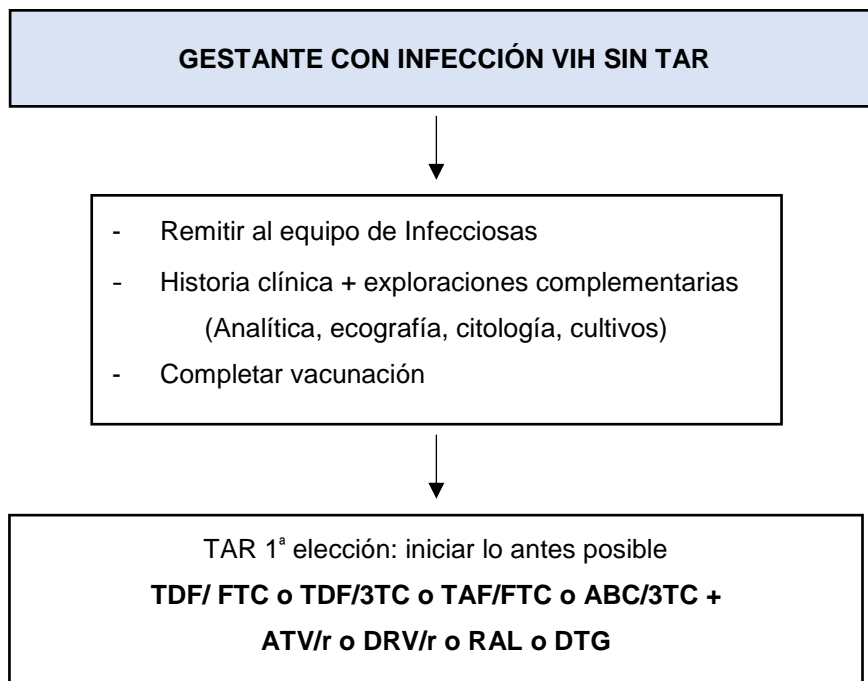 GESTANTE CON INFECCIÓN VIH SIN TAR
- Remitir al equipo de Infecciosas
- Historia clínica + exploraciones complementarias
(Analítica, ecografía, citología, cultivos)
- Completar vacunación
TAR 1ª elección: iniciar lo antes posible
TDF/ FTC o TDF/3TC o TAF/FTC o ABC/3TC +
ATV/r o DRV/r o RAL o DTG